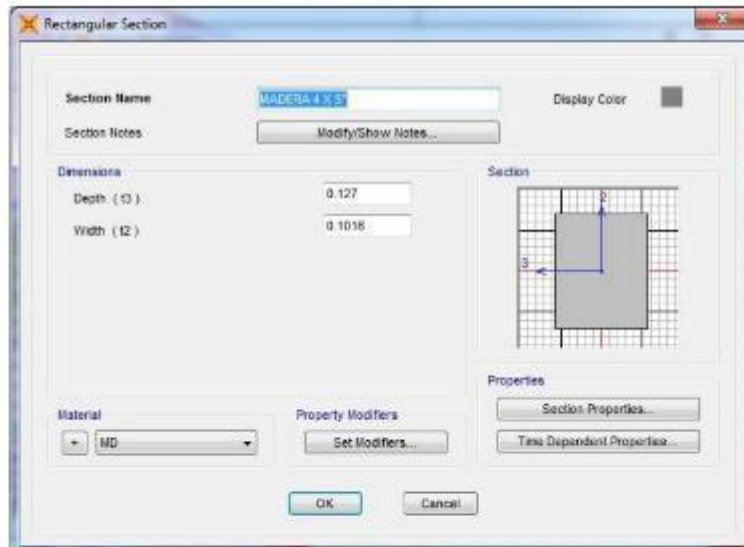 Rectangular Section
Section Name
MADERA 4 X 5"
Display Color
Section Notes
Modify/Show Notes...
Dimensions
Depth ( t3 )
0.127
Width ( t2 )
0.1016
Section
2
3
Properties
Section Properties...
Time Dependent Properties...
Material
+
MD
Property Modifiers
Set Modifiers...
OK
Cancel